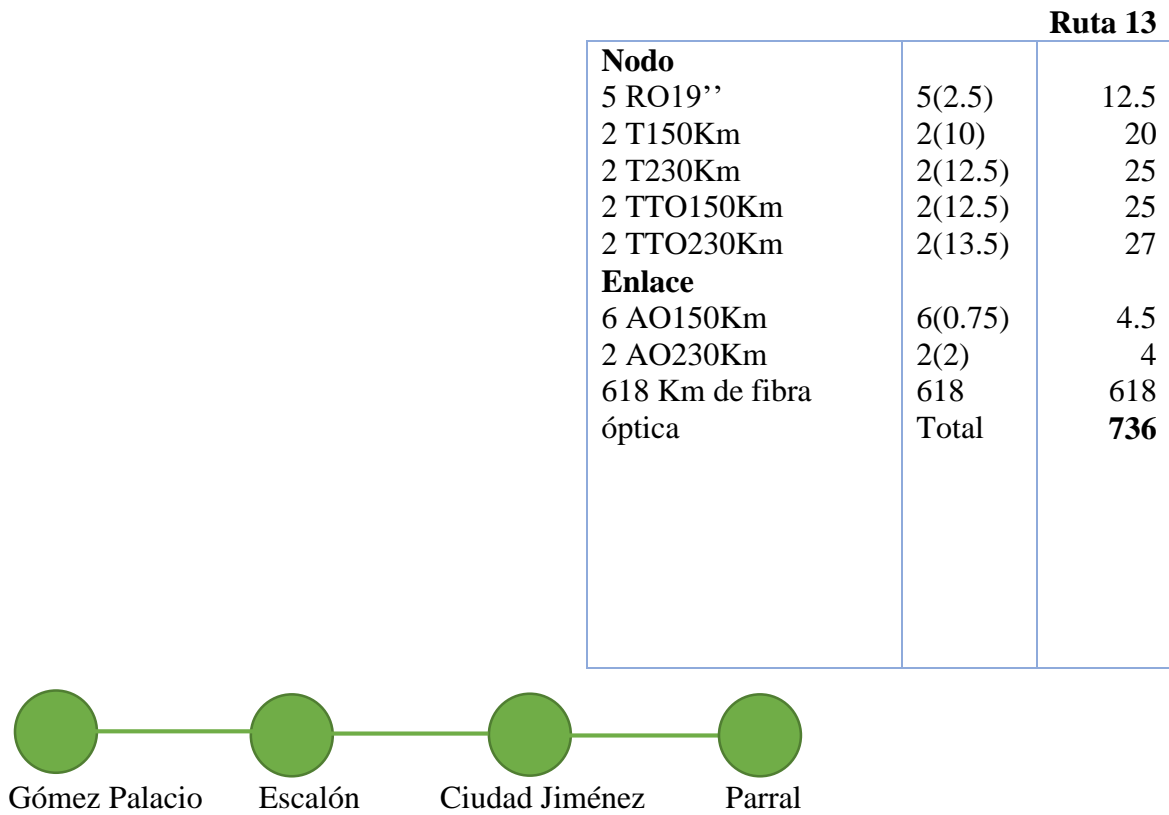 Ruta 13
Nodo
5 RO19’’ 5(2.5) 12.5
2 T150Km 2(10) 20
2 T230Km 2(12.5) 25
2 TTO150Km 2(12.5) 25
2 TTO230Km 2(13.5) 27
Enlace
6 AO150Km 6(0.75) 4.5
2 AO230Km 2(2) 4
618 Km de fibra 618 618
óptica Total 736
Gómez Palacio Escalón Ciudad Jiménez Parral